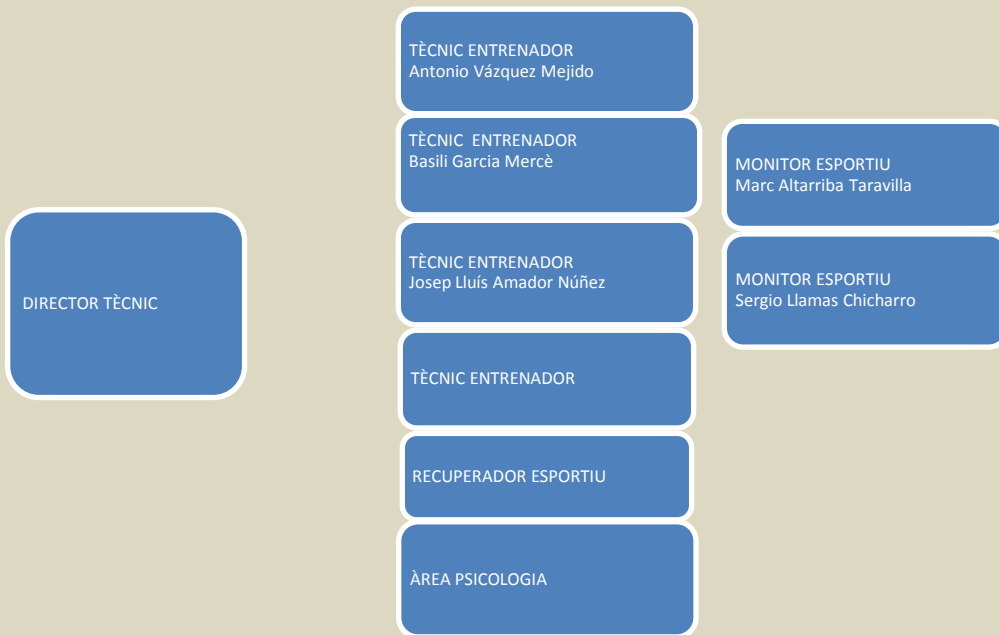 DIRECTOR TÈCNIC
TÈCNIC ENTRENADOR
Antonio Vázquez Mejido
TÈCNIC  ENTRENADOR
Basili Garcia Mercè
TÈCNIC ENTRENADOR
Josep Lluís Amador Núñez
TÈCNIC ENTRENADOR
RECUPERADOR ESPORTIU
ÀREA PSICOLOGIA
MONITOR ESPORTIU
Marc Altarriba Taravilla
MONITOR ESPORTIU
Sergio Llamas Chicharro